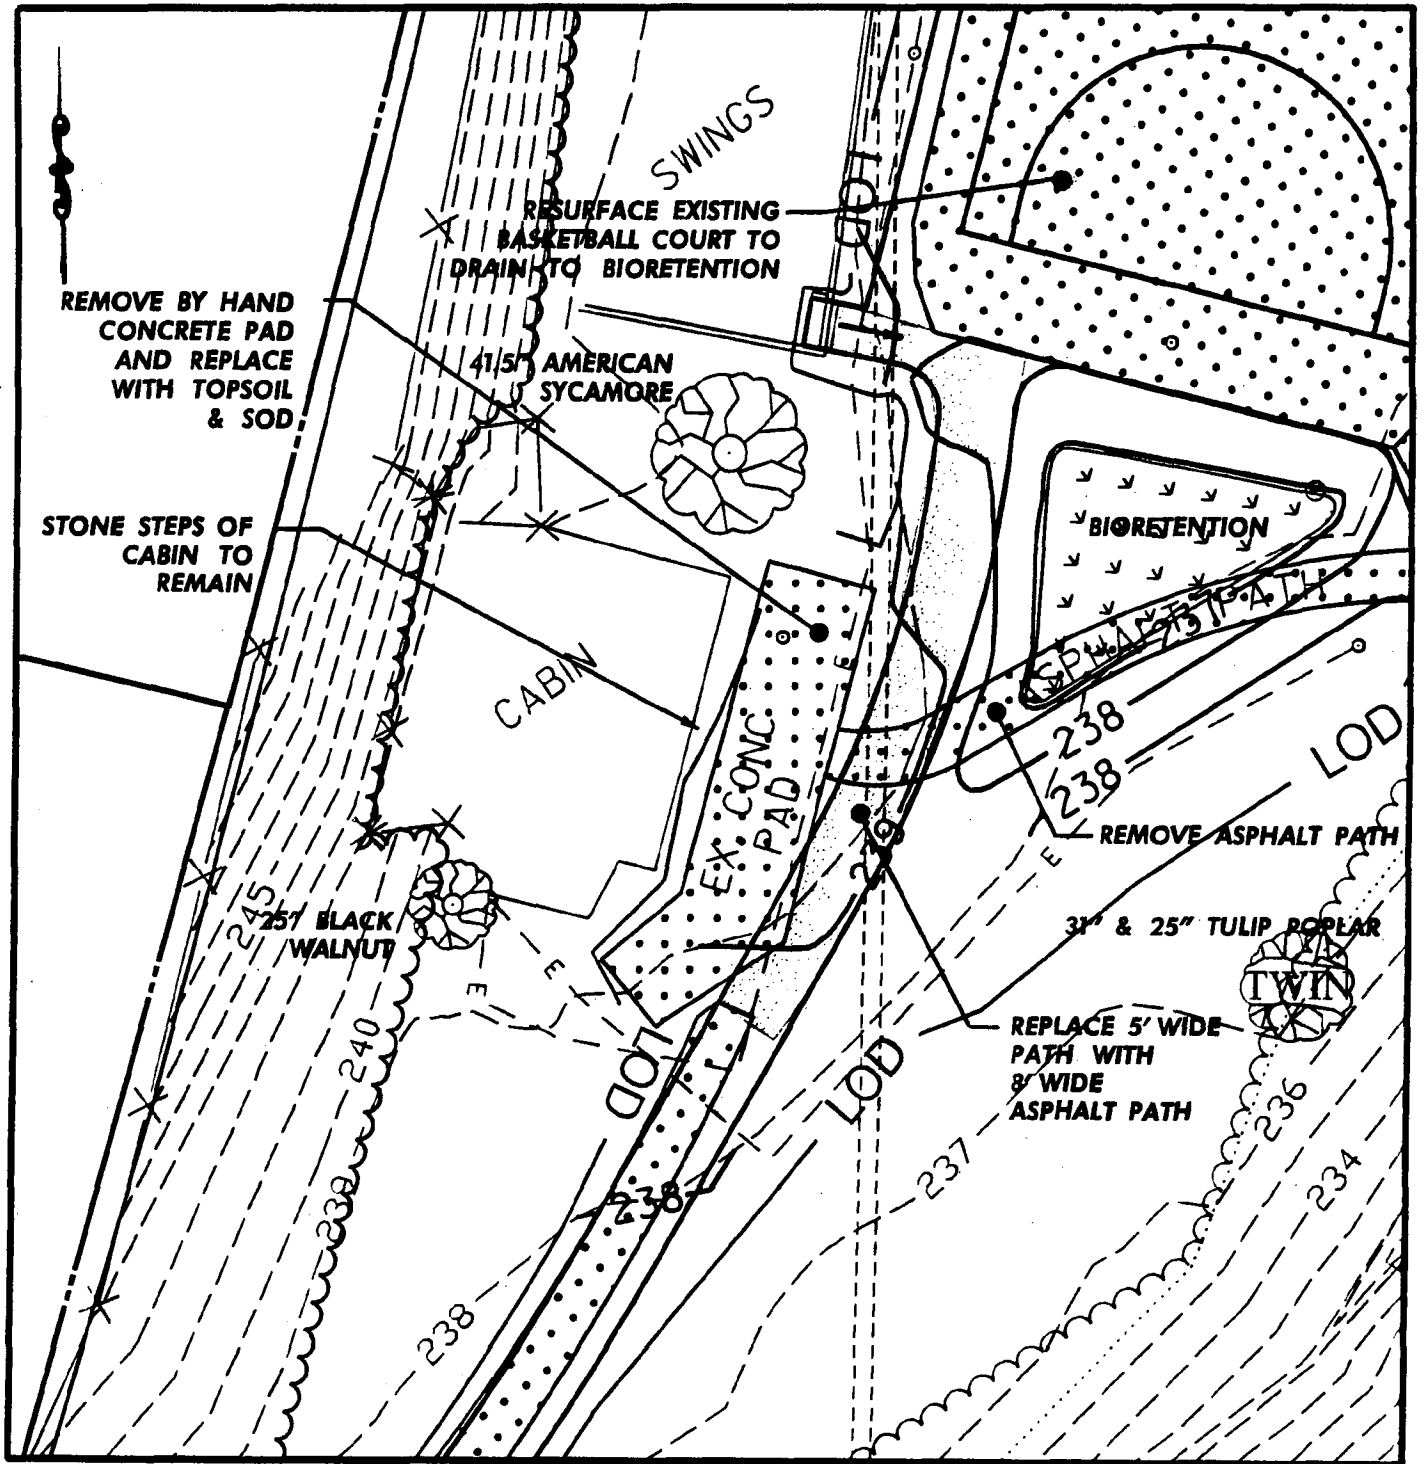 SWINGS
LOD
RESURFACE EXISTING
BASKETBALL COURT TO
DRAIN TO BIORETENTION
REMOVE BY HAND
CONCRETE PAD
AND REPLACE
WITH TOPSOIL
& SOD
41.5" AMERICAN
SYCAMORE
STONE STEPS OF
CABIN TO
REMAIN
BIORETENTION
ASPHALT PATH
237
CABIN
E
238
238
LOD
EX CONC
PAD
REMOVE ASPHALT PATH
E
245
25" BLACK
WALNUT
31" & 25" TULIP POPLAR
TWIN
E
E
REPLACE 5' WIDE
PATH WITH
8' WIDE
ASPHALT PATH
240
LOD
LOD
236
237
234
239
238
238